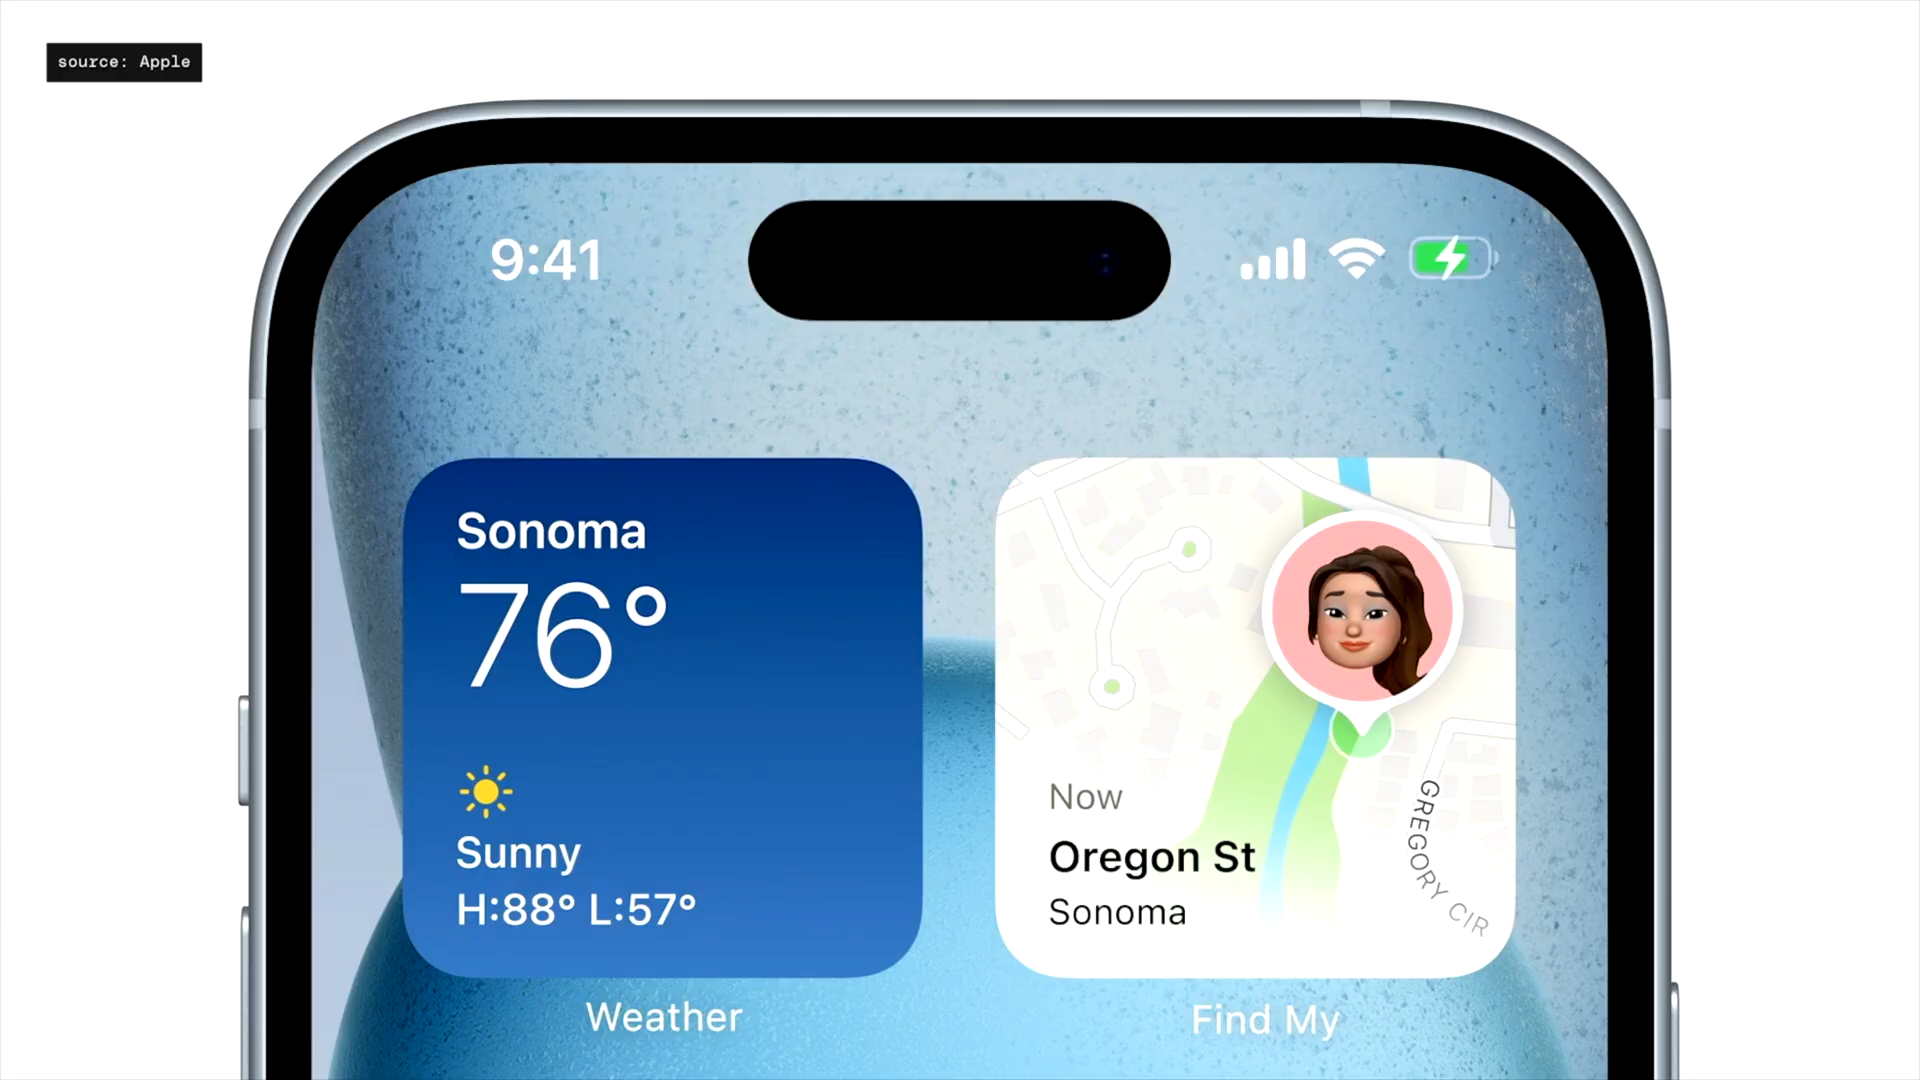 source: Apple
9:41
Sonoma
76°
Sunny
H:88° L:57°
Weather
Now
Oregon St
Sonoma
GREGORY CIR
Find My